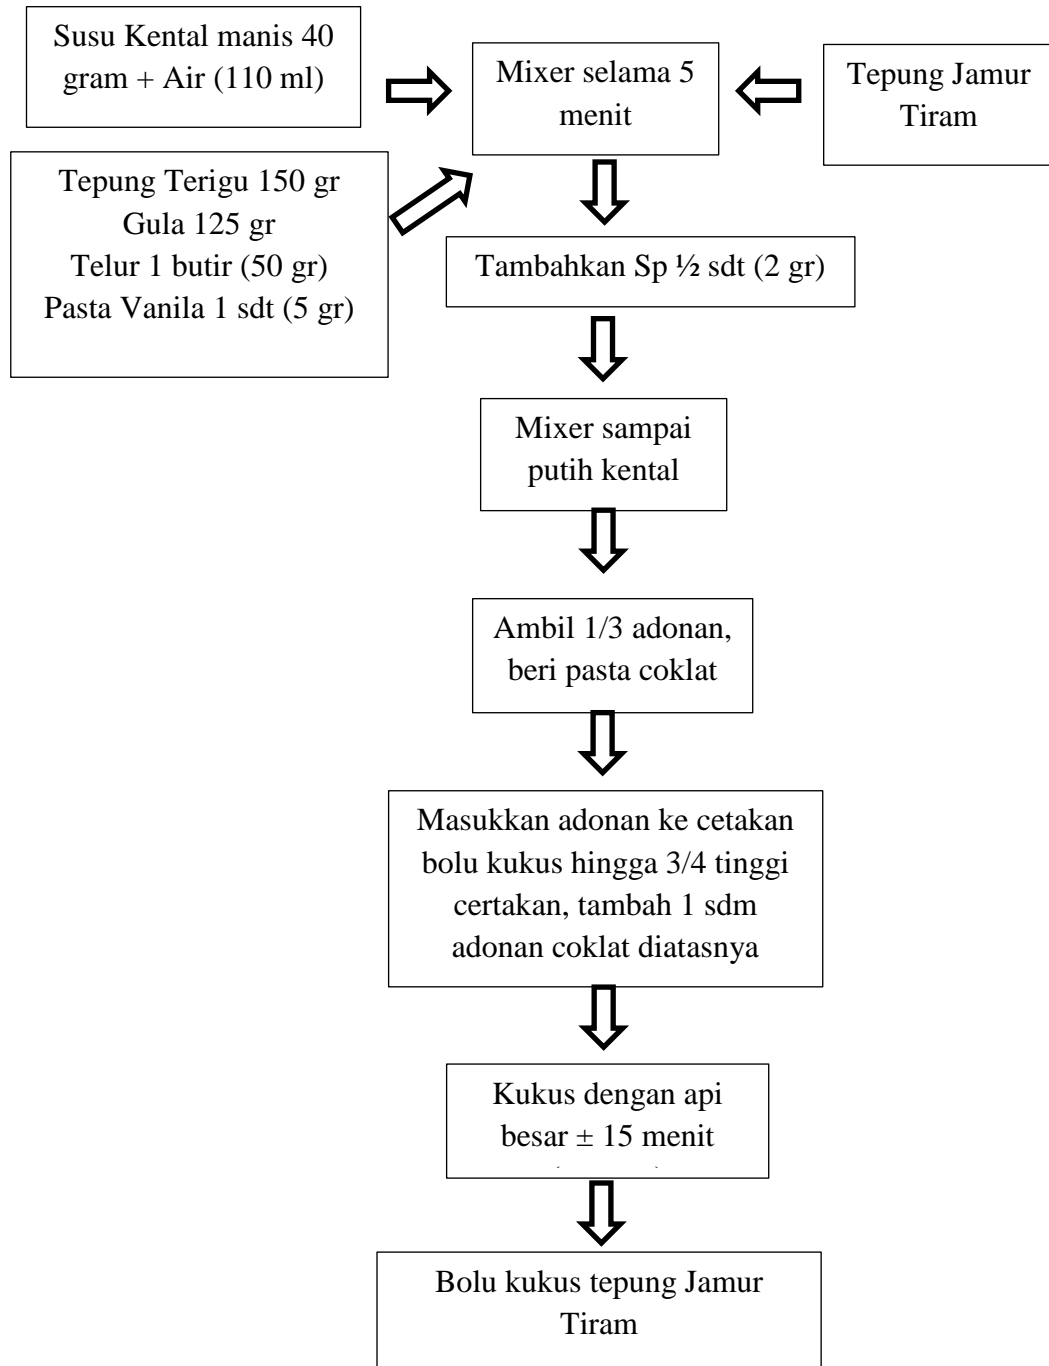 Susu Kental manis 40
gram + Air (110 ml)
Mixer selama 5
menit
Tepung Jamur
Tiram
Tepung Terigu 150 gr
Gula 125 gr
Telur 1 butir (50 gr)
Pasta Vanila 1 sdt (5 gr)
Tambahkan Sp ½ sdt (2 gr)
Mixer sampai
putih kental
Ambil 1/3 adonan,
beri pasta coklat
Masukkan adonan ke cetakan
bolu kukus hingga 3/4 tinggi
certakan, tambah 1 sdm
adonan coklat diatasnya
Kukus dengan api
besar ± 15 menit
Bolu kukus tepung Jamur
Tiram